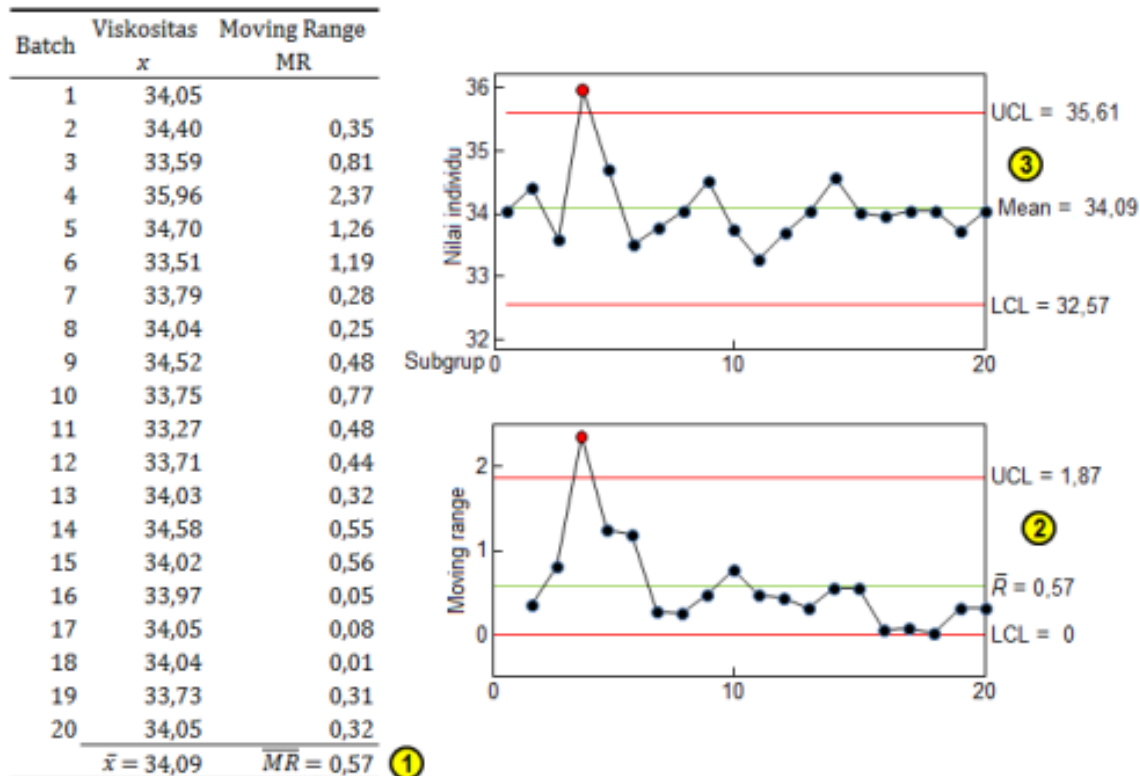 Batch Viskositas Moving Range
x MR
1 34,05
2 34,40 0,35
3 33,59 0,81
4 35,96 2,37
5 34,70 1,26
6 33,51 1,19
7 33,79 0,28
8 34,04 0,25
9 34,52 0,48
10 33,75 0,77
11 33,27 0,48
12 33,71 0,44
13 34,03 0,32
14 34,58 0,55
15 34,02 0,56
16 33,97 0,05
17 34,05 0,08
18 34,04 0,01
19 33,73 0,31
20 34,05 0,32
x̄ = 34,09 M̅R̅ = 0,57 1
Nilai individu
36
35
34
33
32
UCL = 35,61
3
Mean = 34,09
LCL = 32,57
Subgrup 0 10 20
Moving range
2
1
0
UCL = 1,87
2
R̄ = 0,57
LCL = 0
0 10 20